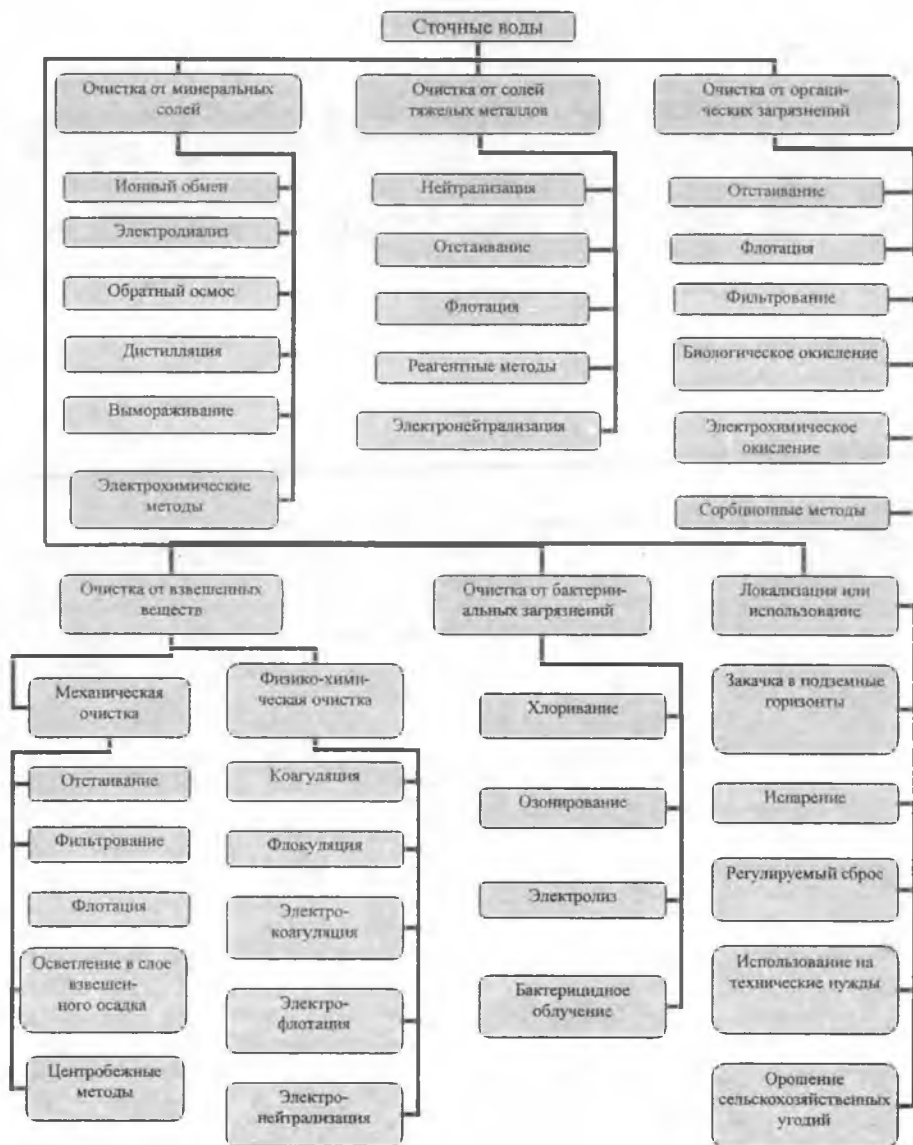 Сточные воды
Очистка от минеральных
солей
Ионный обмен
Электродиализ
Обратный осмос
Дистилляция
Вымораживание
Электрохимические
методы
Очистка от солей
тяжелых металлов
Нейтрализация
Отстаивание
Флотация
Реагентные методы
Электронейтрализация
Очистка от органи-
ческих загрязнений
Отстаивание
Флотация
Фильтрование
Биологическое окисление
Электрохимическое
окисление
Сорбционные методы
Очистка от взвешенных
веществ
Механическая
очистка
Отстаивание
Фильтрование
Флотация
Осветление в слое
взвешен-
ного осадка
Центробежные
методы
Физико-хими-
ческая очистка
Коагуляция
Флокуляция
Электро-
коагуляция
Электро-
флотация
Электро-
нейтрализация
Очистка от бактери-
альных загрязнений
Хлоривание
Озонирование
Электролиз
Бактерицидное
облучение
Локализация или
использование
Закачка в подземные
горизонты
Испарение
Регулируемый сброс
Использование на
технические нужды
Орошение
сельскохозяйственных
угодий